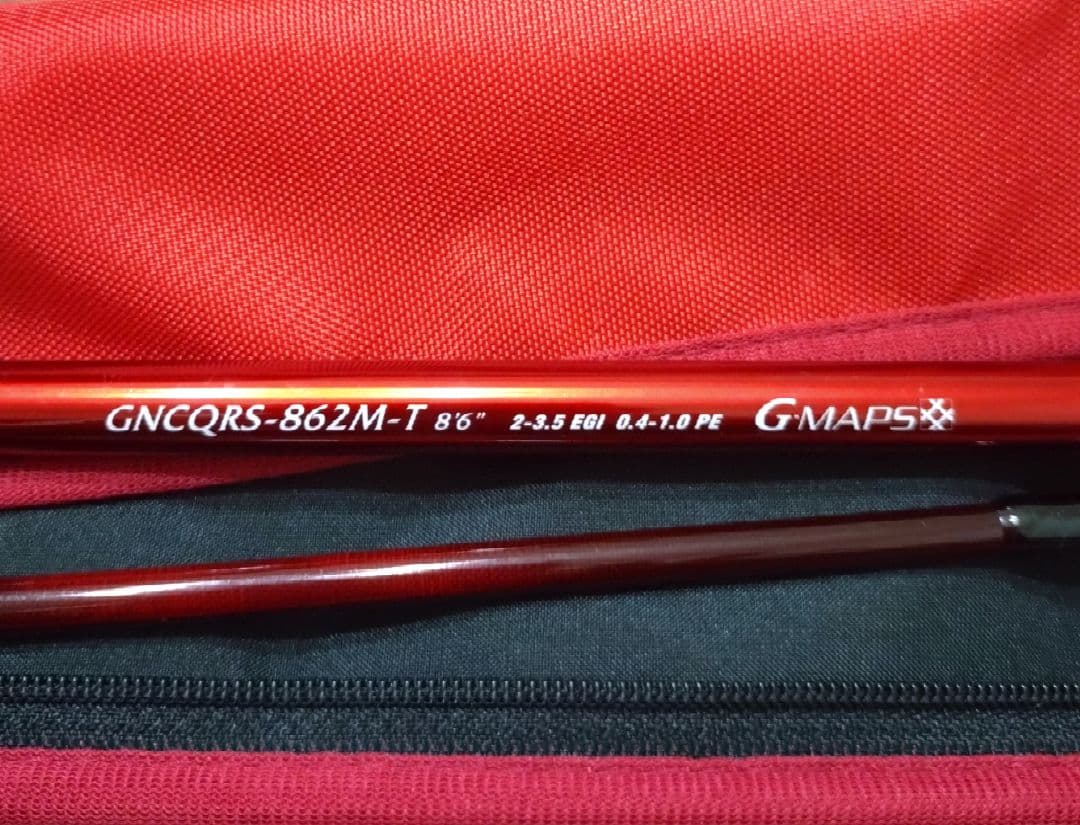 GNCQRS-862M-T 8'6" 2-3.5 EGI 0.4-1.0 PE G-MAPS